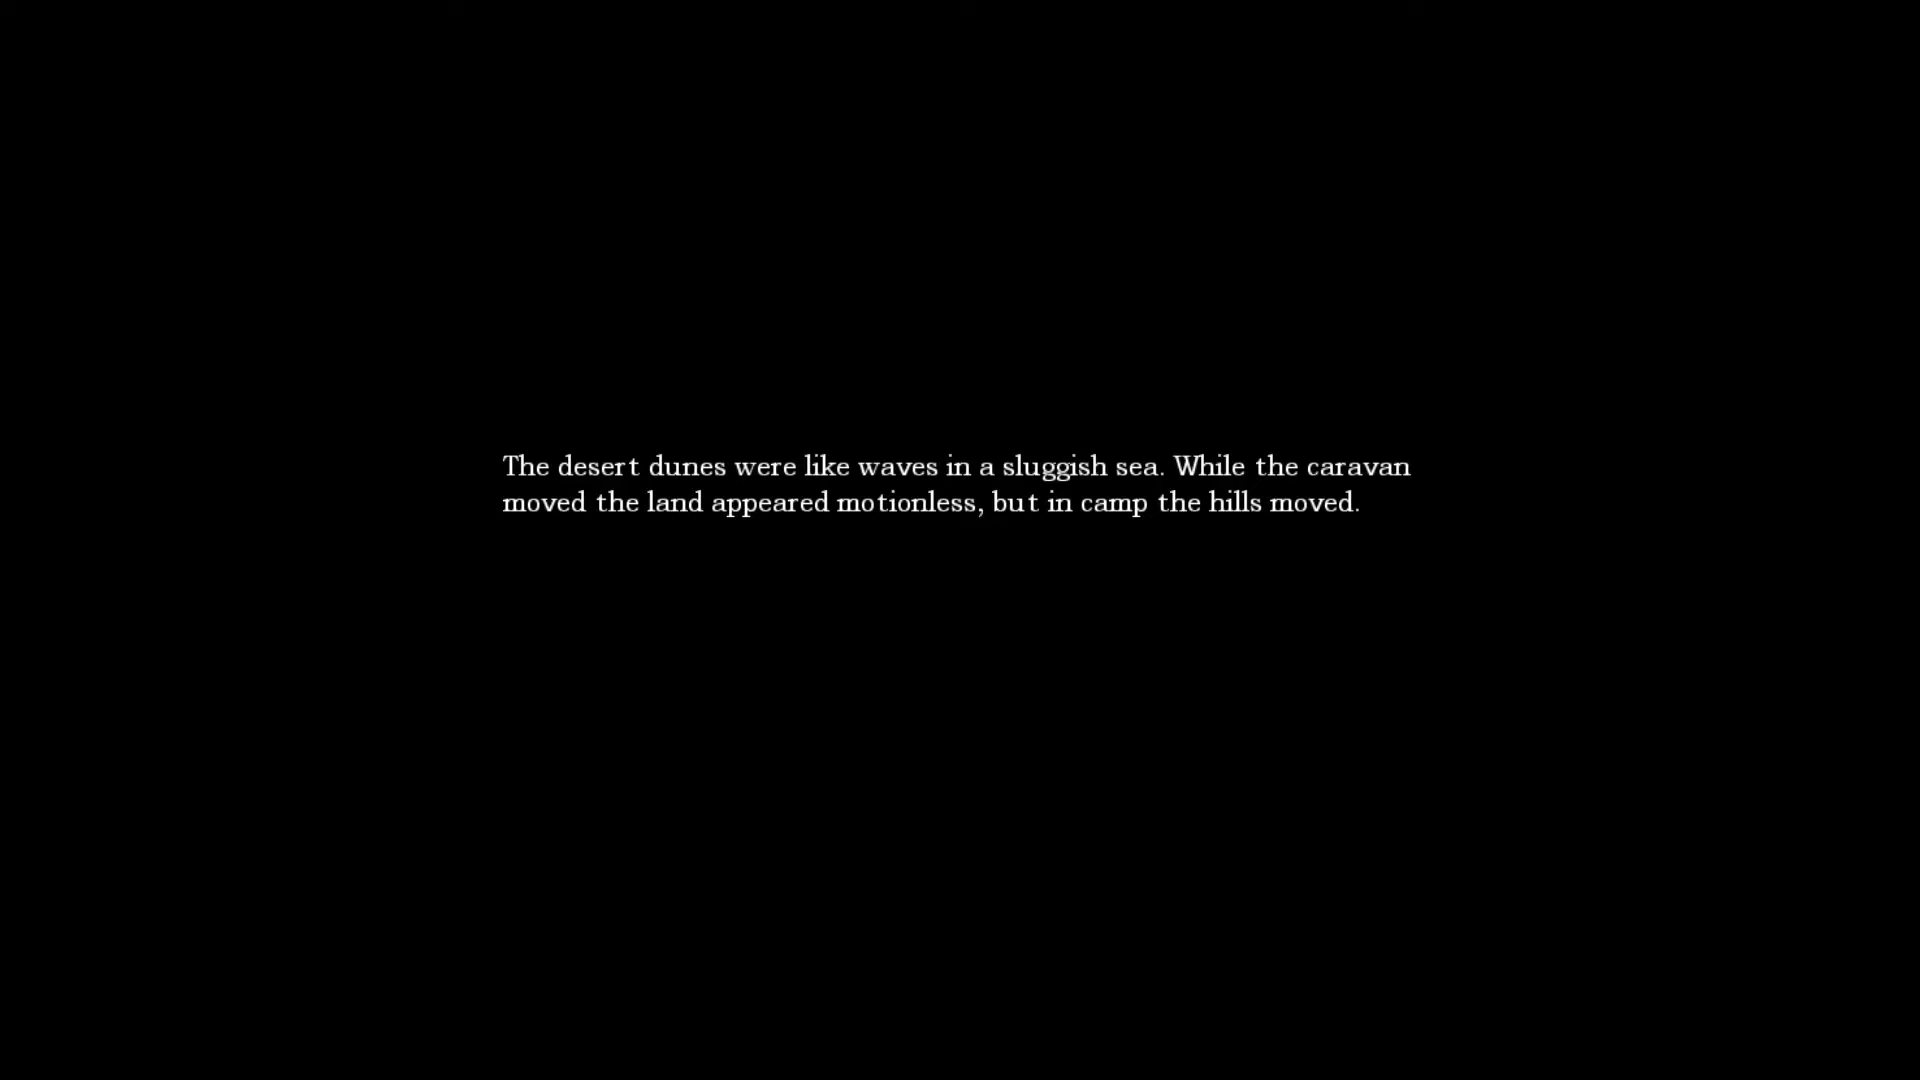 The desert dunes were like waves in a sluggish sea. While the caravan
moved the land appeared motionless, but in camp the hills moved.